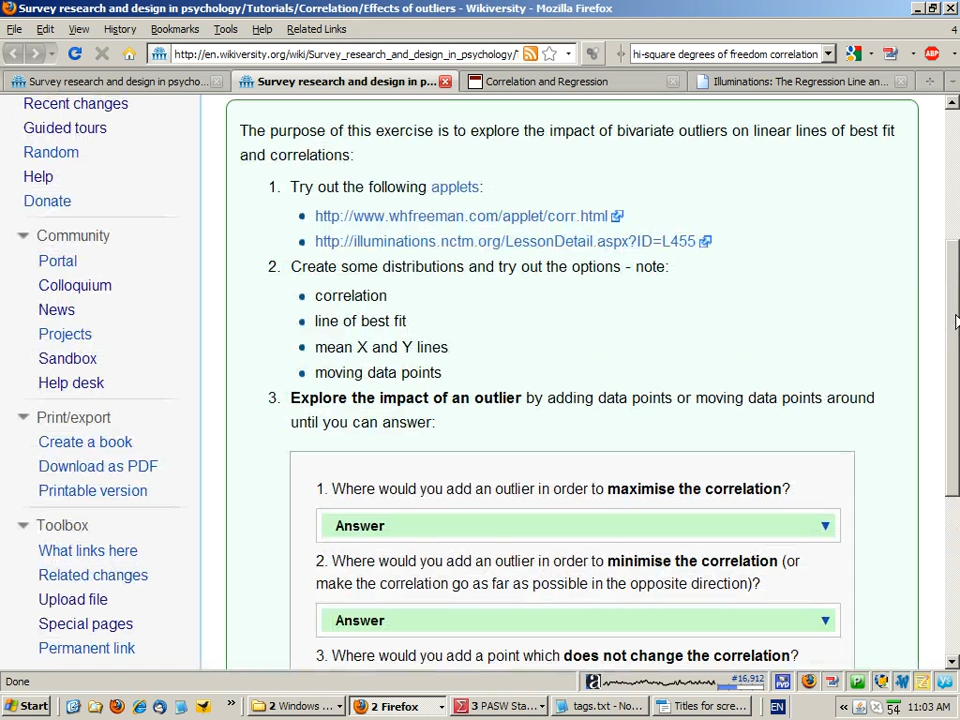 Survey research and design in psychology/Tutorials/Correlation/Effects of outliers - Wikiversity - Mozilla Firefox
File Edit View History Bookmarks Tools Help Related Links
4
http://en.wikiversity.org/wiki/Survey_research_and_design_in_psychology/
hi-square degrees of freedom correlation
ABP
Survey research and design in psycho...
Survey research and design in p...
Correlation and Regression
Illuminations: The Regression Line an...
Recent changes
Guided tours
Random
Help
Donate
Community
Portal
Colloquium
News
Projects
Sandbox
Help desk
Print/export
Create a book
Download as PDF
Printable version
Toolbox
What links here
Related changes
Upload file
Special pages
Permanent link
The purpose of this exercise is to explore the impact of bivariate outliers on linear lines of best fit
and correlations:
1. Try out the following applets:
http://www.whfreeman.com/applet/corr.html
http://illuminations.nctm.org/LessonDetail.aspx?ID=L455
2. Create some distributions and try out the options - note:
correlation
line of best fit
mean X and Y lines
moving data points
3. Explore the impact of an outlier by adding data points or moving data points around
until you can answer:
1. Where would you add an outlier in order to maximise the correlation?
Answer
2. Where would you add an outlier in order to minimise the correlation (or
make the correlation go as far as possible in the opposite direction)?
Answer
3. Where would you add a point which does not change the correlation?
Done
#16,912
Start
2 Windows ...
2 Firefox
3 PASW Sta...
tags.txt - No...
Titles for scre...
EN
54
11:03 AM